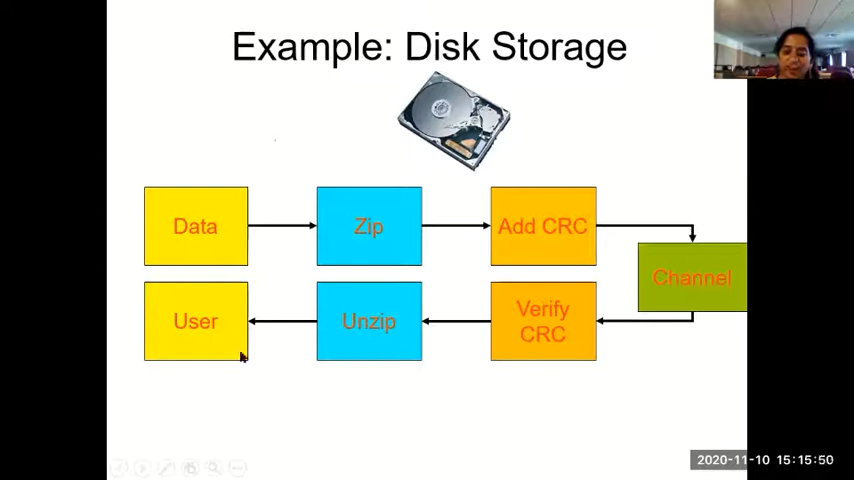 Example: Disk Storage
Data
Zip
Add CRC
Channel
User
Unzip
Verify
CRC
2020-11-10 15:15:50